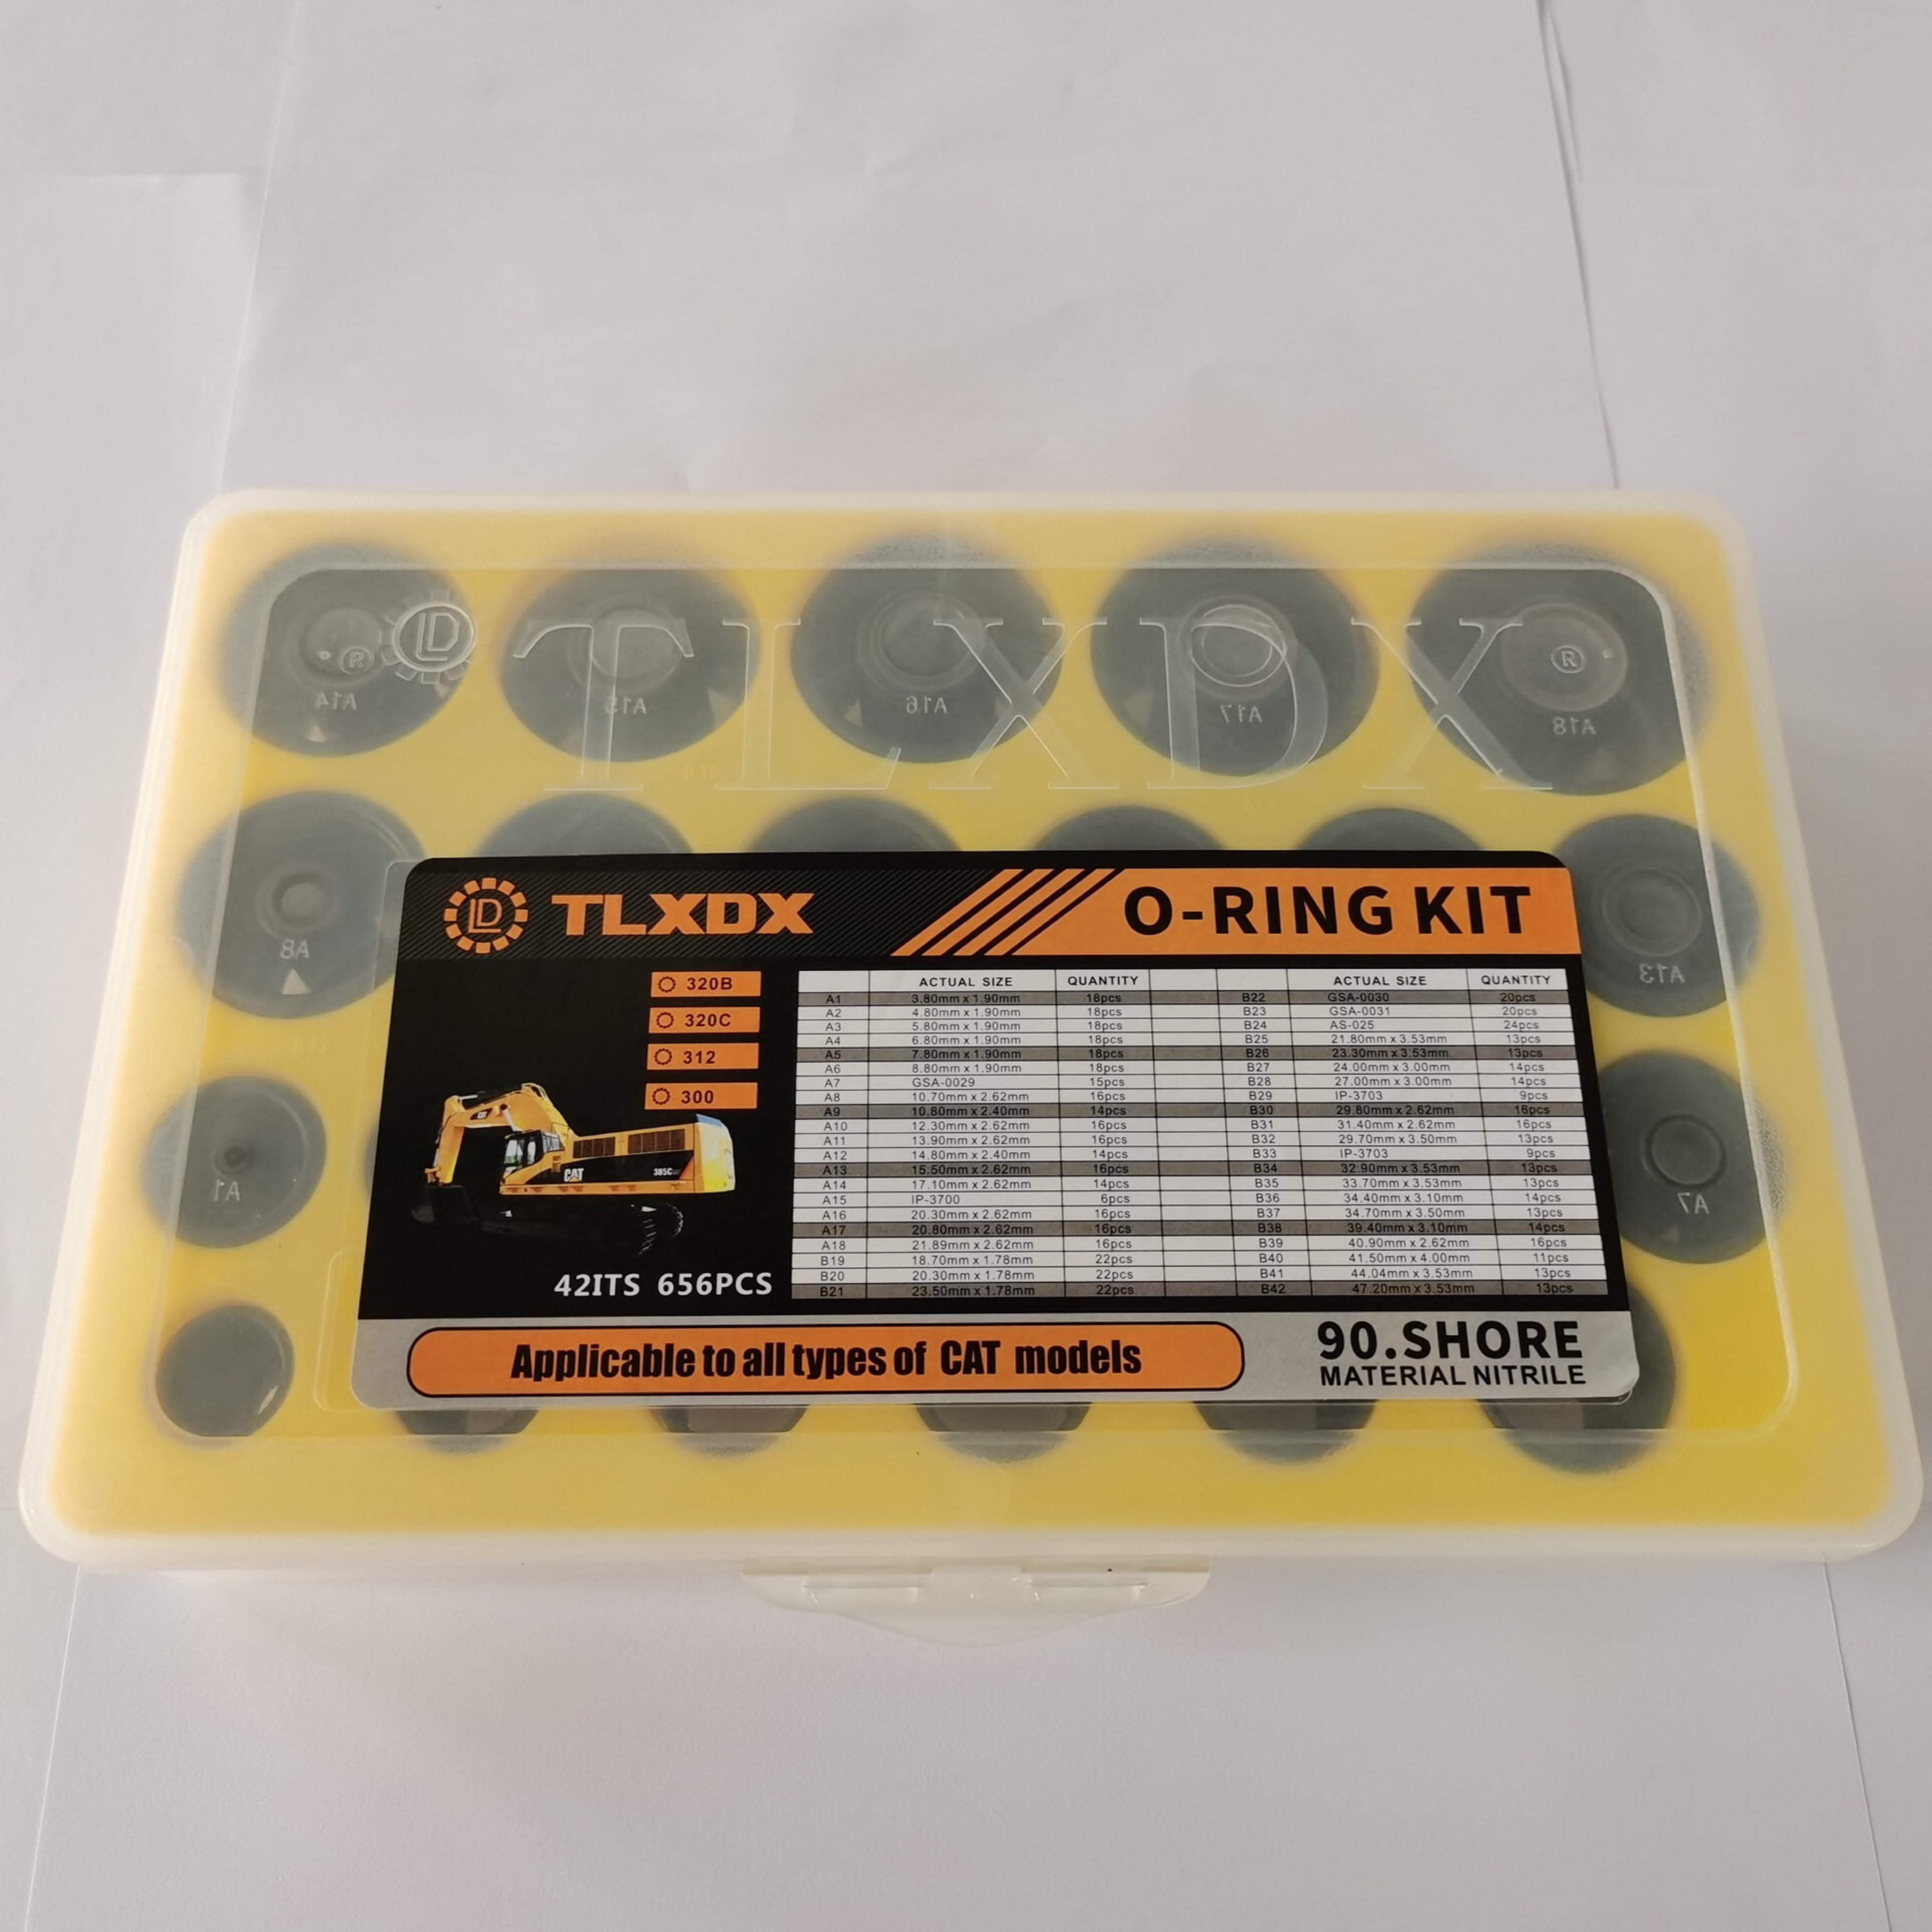 LD TLXDX ®
®
A14 A15 A16 A17 A18
A8 A13
A1 A7
LD TLXDX O-RING KIT
320B
320C
312
300
CAT 385C
42ITS 656PCS
ACTUAL SIZE QUANTITY ACTUAL SIZE QUANTITY
A1 3.80mm x 1.90mm 18pcs B22 GSA-0030 20pcs
A2 4.80mm x 1.90mm 18pcs B23 GSA-0031 20pcs
A3 5.80mm x 1.90mm 18pcs B24 AS-025 24pcs
A4 6.80mm x 1.90mm 18pcs B25 21.80mm x 3.53mm 13pcs
A5 7.80mm x 1.90mm 18pcs B26 23.30mm x 3.53mm 13pcs
A6 8.80mm x 1.90mm 18pcs B27 24.00mm x 3.00mm 14pcs
A7 GSA-0029 15pcs B28 27.00mm x 3.00mm 14pcs
A8 10.70mm x 2.62mm 16pcs B29 IP-3703 9pcs
A9 10.80mm x 2.40mm 14pcs B30 29.80mm x 2.62mm 16pcs
A10 12.30mm x 2.62mm 16pcs B31 31.40mm x 2.62mm 16pcs
A11 13.90mm x 2.62mm 16pcs B32 29.70mm x 3.50mm 13pcs
A12 14.80mm x 2.40mm 14pcs B33 IP-3703 9pcs
A13 15.50mm x 2.62mm 16pcs B34 32.90mm x 3.53mm 13pcs
A14 17.10mm x 2.62mm 14pcs B35 33.70mm x 3.53mm 13pcs
A15 IP-3700 6pcs B36 34.40mm x 3.10mm 14pcs
A16 20.30mm x 2.62mm 16pcs B37 34.70mm x 3.50mm 13pcs
A17 20.80mm x 2.62mm 16pcs B38 39.40mm x 3.10mm 14pcs
A18 21.89mm x 2.62mm 16pcs B39 40.90mm x 2.62mm 16pcs
B19 18.70mm x 1.78mm 22pcs B40 41.50mm x 4.00mm 11pcs
B20 20.30mm x 1.78mm 22pcs B41 44.04mm x 3.53mm 13pcs
B21 23.50mm x 1.78mm 22pcs B42 47.20mm x 3.53mm 13pcs
Applicable to all types of CAT models
90.SHORE
MATERIAL NITRILE